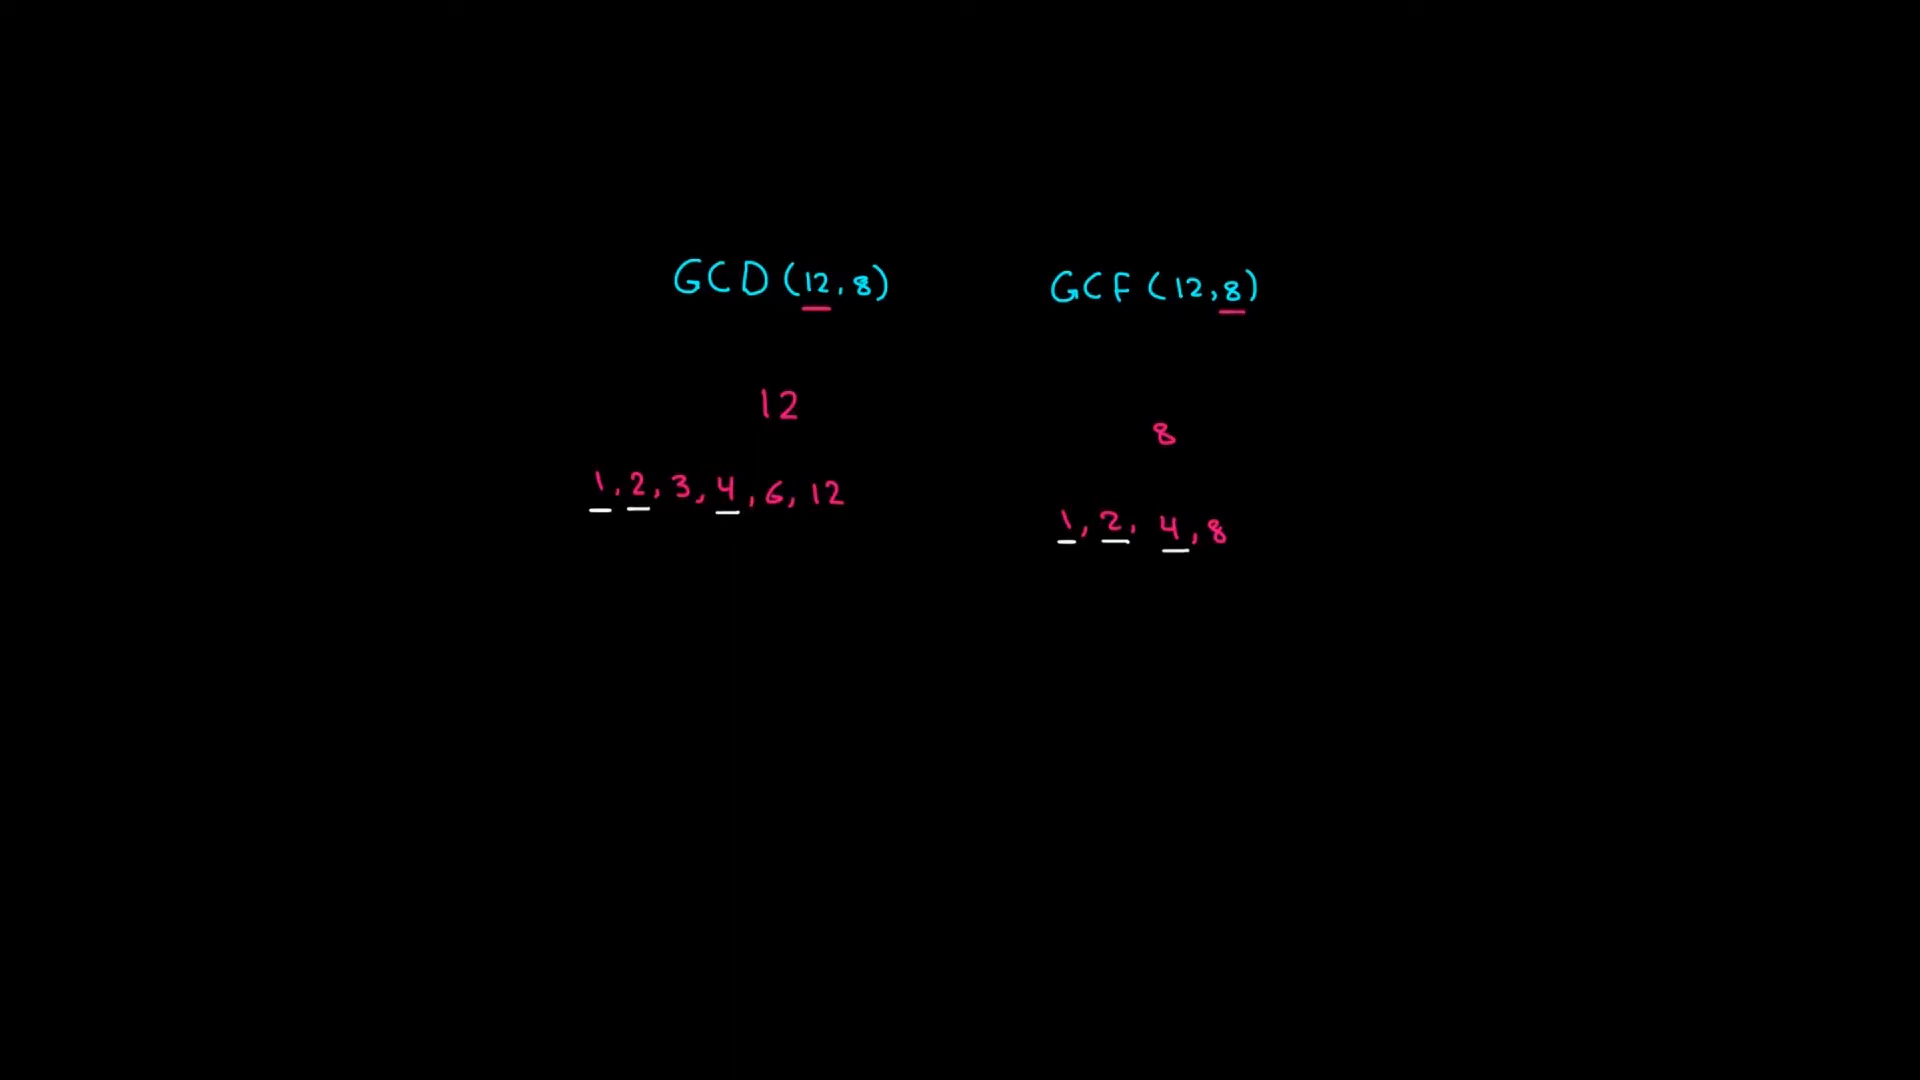 GCD (12, 8)
GCF (12, 8)
12
8
1, 2, 3, 4, 6, 12
1, 2, 4, 8